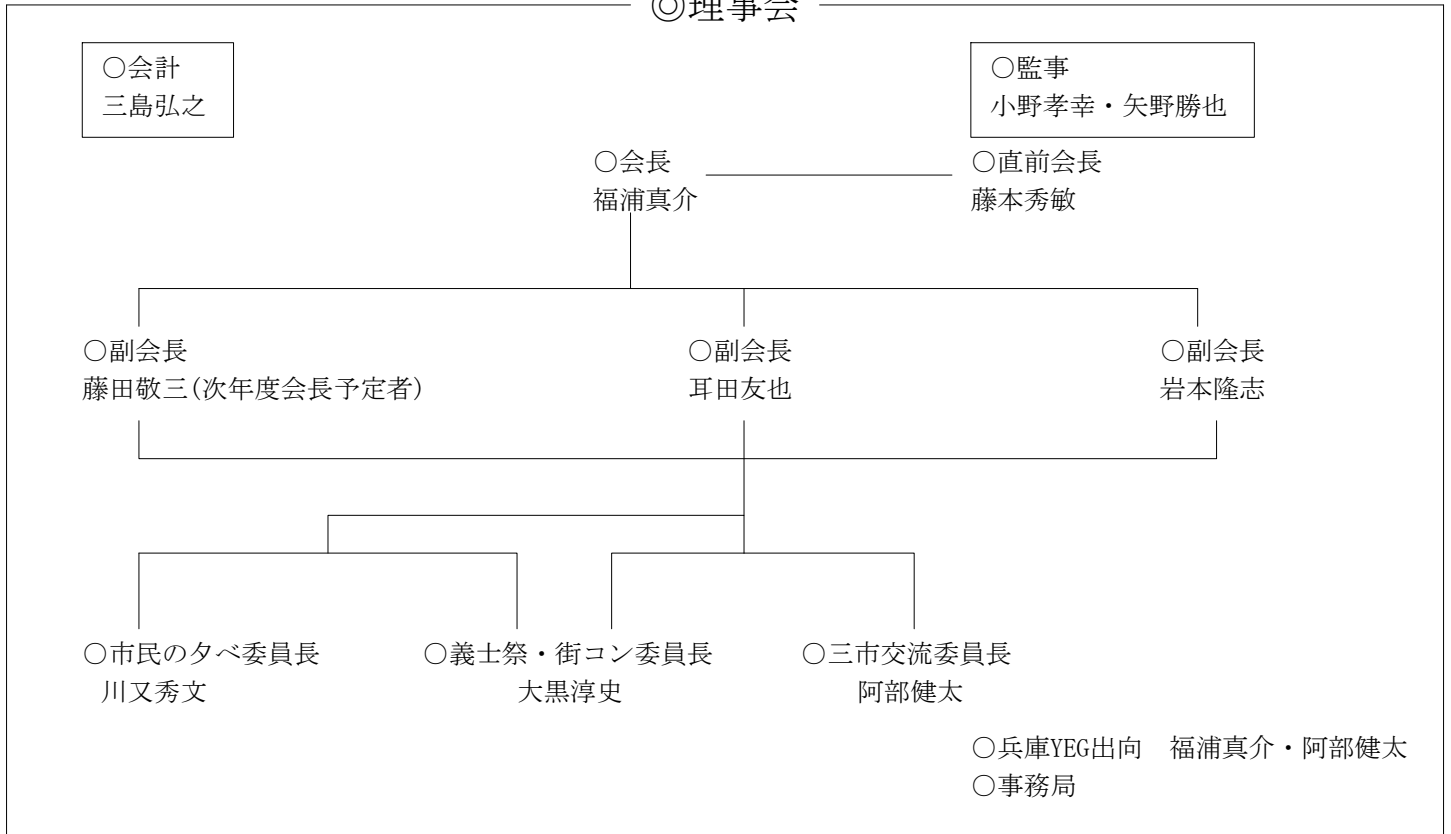 ◎理事会
○会計
三島弘之
○監事
小野孝幸・矢野勝也
○会長
福浦真介
○直前会長
藤本秀敏
○副会長
藤田敬三(次年度会長予定者)
○副会長
耳田友也
○副会長
岩本隆志
○市民の夕べ委員長
川又秀文
○義士祭・街コン委員長
大黒淳史
○三市交流委員長
阿部健太
○兵庫YEG出向　福浦真介・阿部健太
○事務局